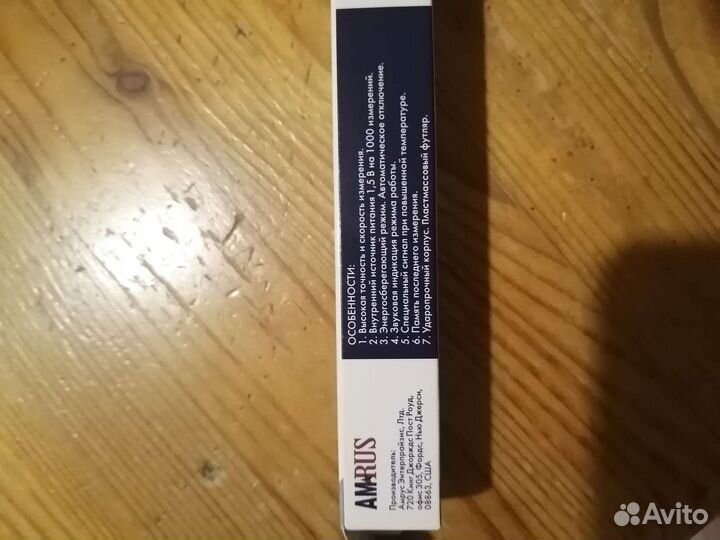 ОСОБЕННОСТИ:
1. Высокая точность и скорость измерения.
2. Внутренний источник питания 1,5 В на 1000 измерений.
3. Энергосберегающий режим. Автоматическое отключение.
4. Звуковая индикация режима работы.
5. Специальный сигнал при повышенной температуре.
6. Память последнего измерения.
7. Ударопрочный корпус. Пластмассовый футляр.
AMRUS
Производитель:
Амрус Энтерпрайзис, Лтд.
720 Кинг Джорждс Пост Роуд,
офис 305, Фордс, Нью Джерси,
08863, США
Avito